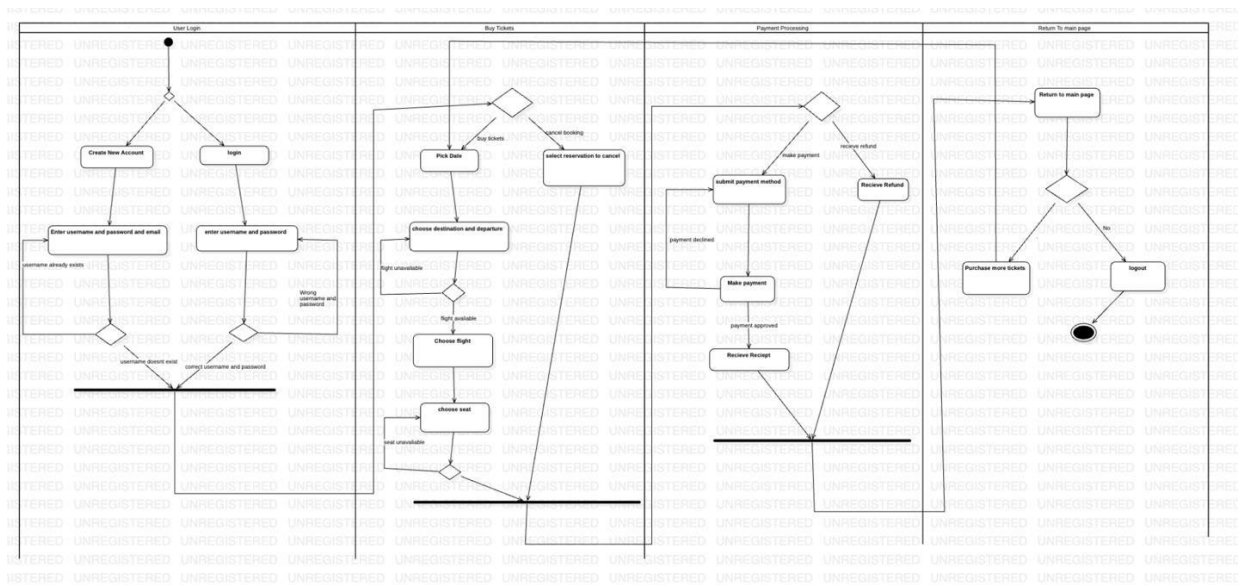 User Login
Buy Tickets
Payment Processing
Return To main page
UNREGISTERED
Create New Account
login
Enter username and password and email
enter username and password
username already exists
Wrong
username and
password
username doesnt exist
correct username and password
buy tickets
cancel booking
Pick Date
select reservation to cancel
choose destination and departure
flight unavailable
flight available
Choose flight
choose seat
seat unavailable
make payment
recieve refund
submit payment method
Recieve Refund
payment declined
Make payment
payment approved
Recieve Reciept
Return to main page
No
Purchase more tickets
logout